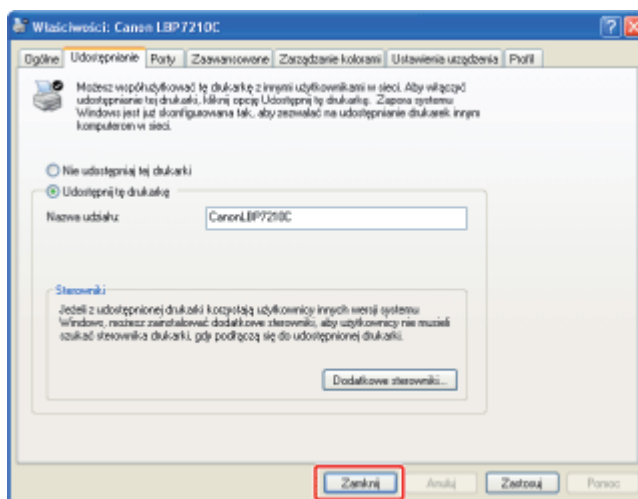 Właściwości: Canon LBP7210C
Ogólne Udostępnianie Porty Zaawansowane Zarządzanie kolorami Ustawienia urządzenia Profil
Możesz współużytkować tę drukarkę z innymi użytkownikami w sieci. Aby włączyć
udostępnianie tej drukarki, kliknij opcję Udostępnij tę drukarkę. Zapora systemu
Windows jest już skonfigurowana tak, aby zezwalać na udostępnianie drukarek innym
komputerom w sieci.
Nie udostępniaj tej drukarki
Udostępnij tę drukarkę
Nazwa udziału: CanonLBP7210C
Sterowniki
Jeżeli z udostępnionej drukarki korzystają użytkownicy innych wersji systemu
Windows, możesz zainstalować dodatkowe sterowniki, aby użytkownicy nie musieli
szukać sterownika drukarki, gdy podłączą się do udostępnionej drukarki.
Dodatkowe sterowniki...
Zamknij Anuluj Zastosuj Pomoc